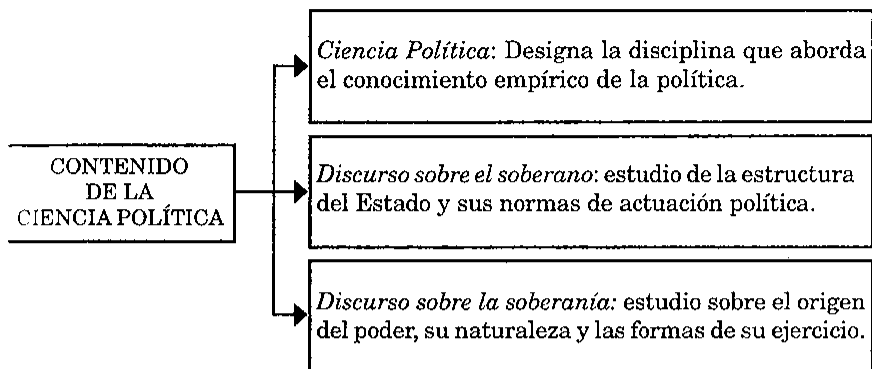 Ciencia Política: Designa la disciplina que aborda
el conocimiento empírico de la política.
CONTENIDO
DE LA
CIENCIA POLÍTICA
Discurso sobre el soberano: estudio de la estructura
del Estado y sus normas de actuación política.
Discurso sobre la soberanía: estudio sobre el origen
del poder, su naturaleza y las formas de su ejercicio.